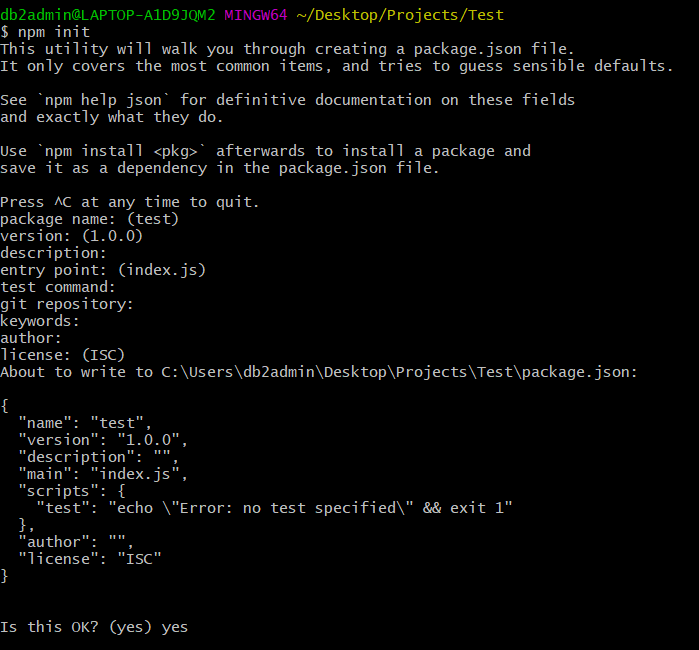 db2admin@LAPTOP-A1D9JQM2 MINGW64 ~/Desktop/Projects/Test
$ npm init
This utility will walk you through creating a package.json file.
It only covers the most common items, and tries to guess sensible defaults.

See `npm help json` for definitive documentation on these fields
and exactly what they do.

Use `npm install <pkg>` afterwards to install a package and
save it as a dependency in the package.json file.

Press ^C at any time to quit.
package name: (test)
version: (1.0.0)
description:
entry point: (index.js)
test command:
git repository:
keywords:
author:
license: (ISC)
About to write to C:\Users\db2admin\Desktop\Projects\Test\package.json:

{
  "name": "test",
  "version": "1.0.0",
  "description": "",
  "main": "index.js",
  "scripts": {
    "test": "echo \"Error: no test specified\" && exit 1"
  },
  "author": "",
  "license": "ISC"
}


Is this OK? (yes) yes